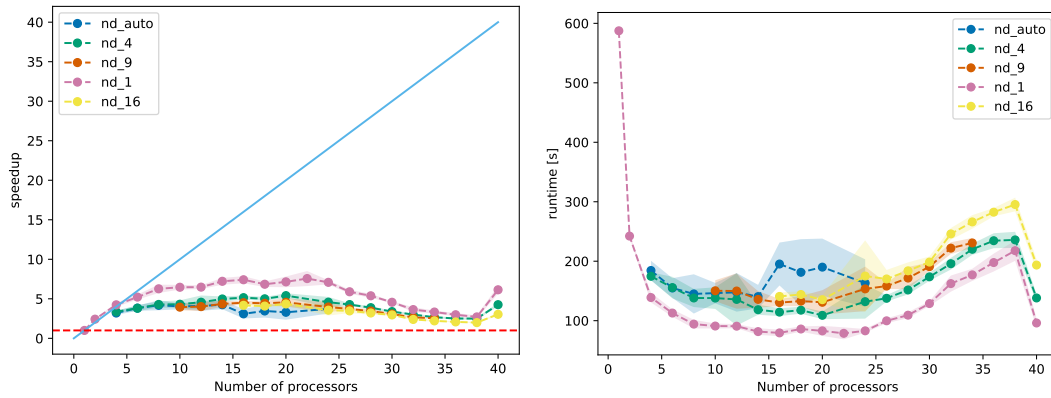 40
35
30
25
20
15
10
5
0
speedup
nd_auto
nd_4
nd_9
nd_1
nd_16
0 5 10 15 20 25 30 35 40
Number of processors
600
500
400
300
200
100
runtime [s]
nd_auto
nd_4
nd_9
nd_1
nd_16
0 5 10 15 20 25 30 35 40
Number of processors